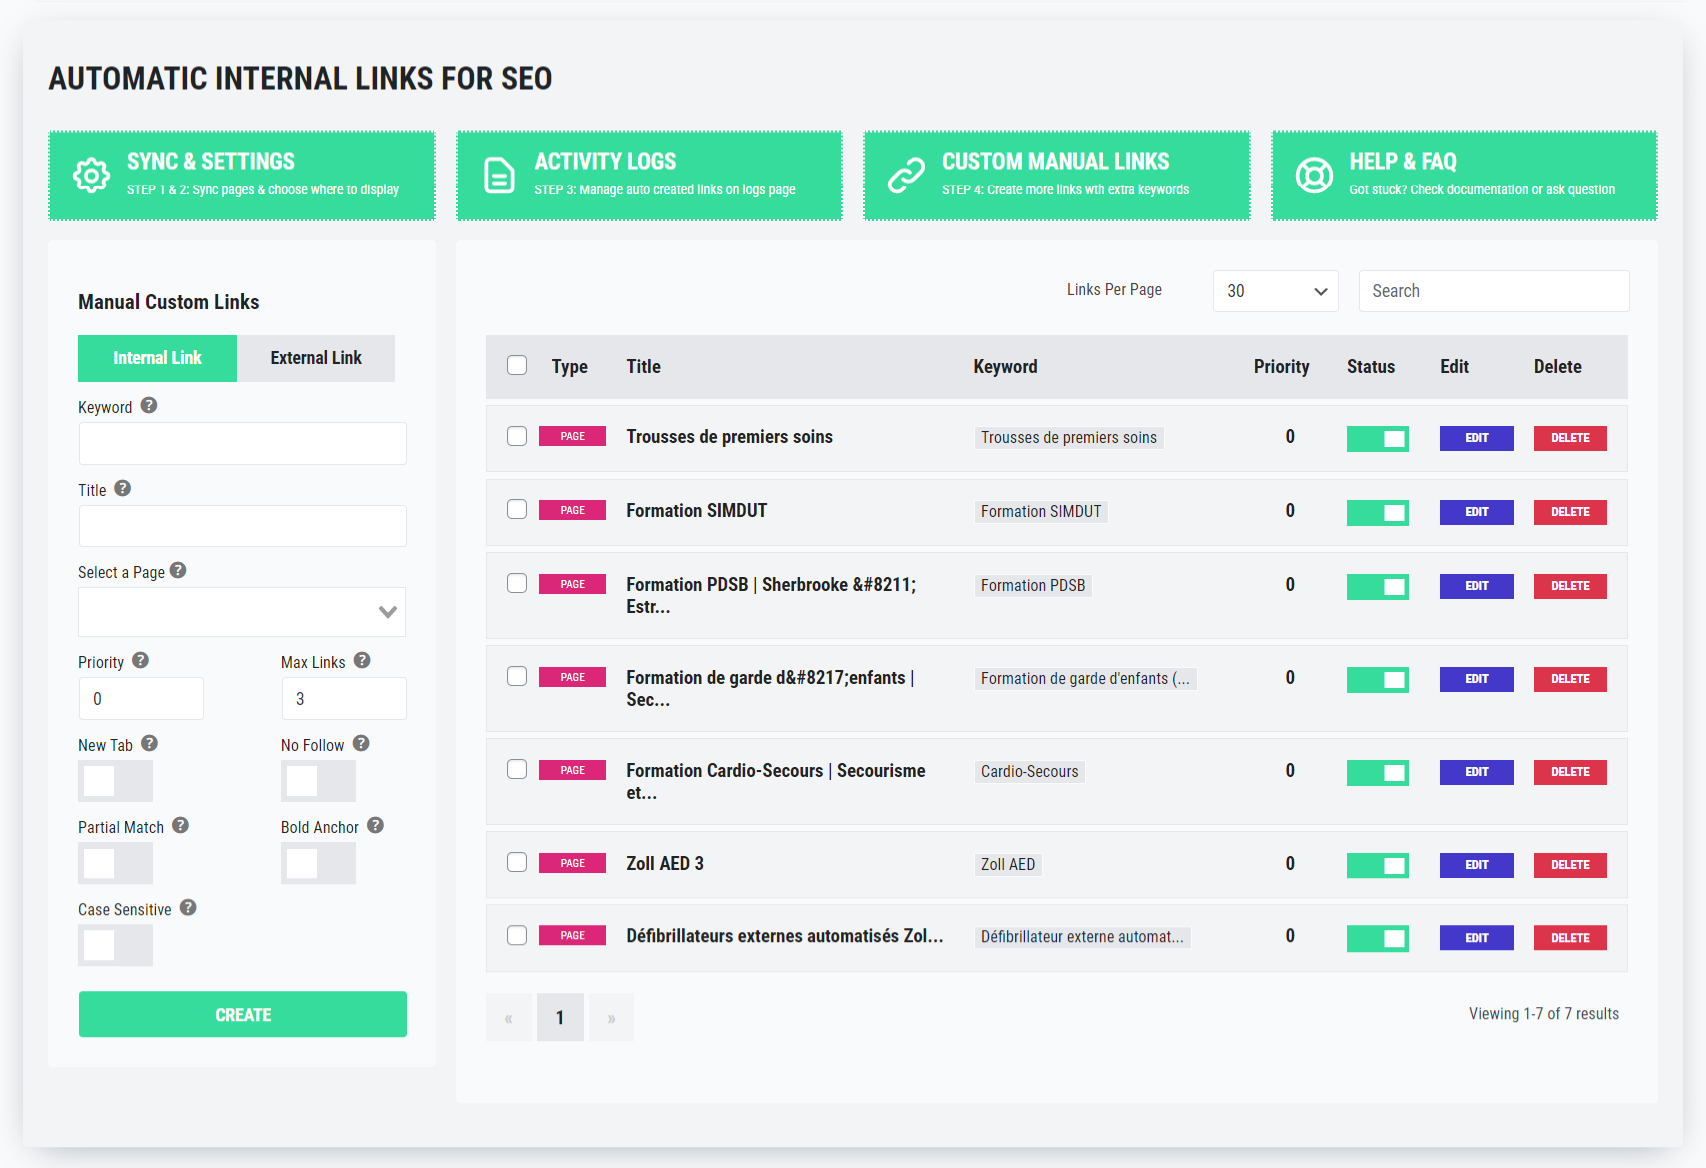 AUTOMATIC INTERNAL LINKS FOR SEO
SYNC & SETTINGS
STEP 1 & 2: Sync pages & choose where to display
ACTIVITY LOGS
STEP 3: Manage auto created links on logs page
CUSTOM MANUAL LINKS
STEP 4: Create more links wth extra keywords
HELP & FAQ
Got stuck? Check documentation or ask question
Manual Custom Links
Internal Link External Link
Keyword ?
Title ?
Select a Page ?
Priority ? Max Links ?
0 3
New Tab ? No Follow ?
Partial Match ? Bold Anchor ?
Case Sensitive ?
CREATE
Links Per Page 30 Search
Type Title Keyword Priority Status Edit Delete
PAGE Trousses de premiers soins Trousses de premiers soins 0 EDIT DELETE
PAGE Formation SIMDUT Formation SIMDUT 0 EDIT DELETE
PAGE Formation PDSB | Sherbrooke &#8211; Formation PDSB 0 EDIT DELETE
Estr...
PAGE Formation de garde d&#8217;enfants | Formation de garde d'enfants (... 0 EDIT DELETE
Sec...
PAGE Formation Cardio-Secours | Secourisme Cardio-Secours 0 EDIT DELETE
et...
PAGE Zoll AED 3 Zoll AED 0 EDIT DELETE
PAGE Défibrillateurs externes automatisés Zol... Défibrillateur externe automat... 0 EDIT DELETE
« 1 » Viewing 1-7 of 7 results